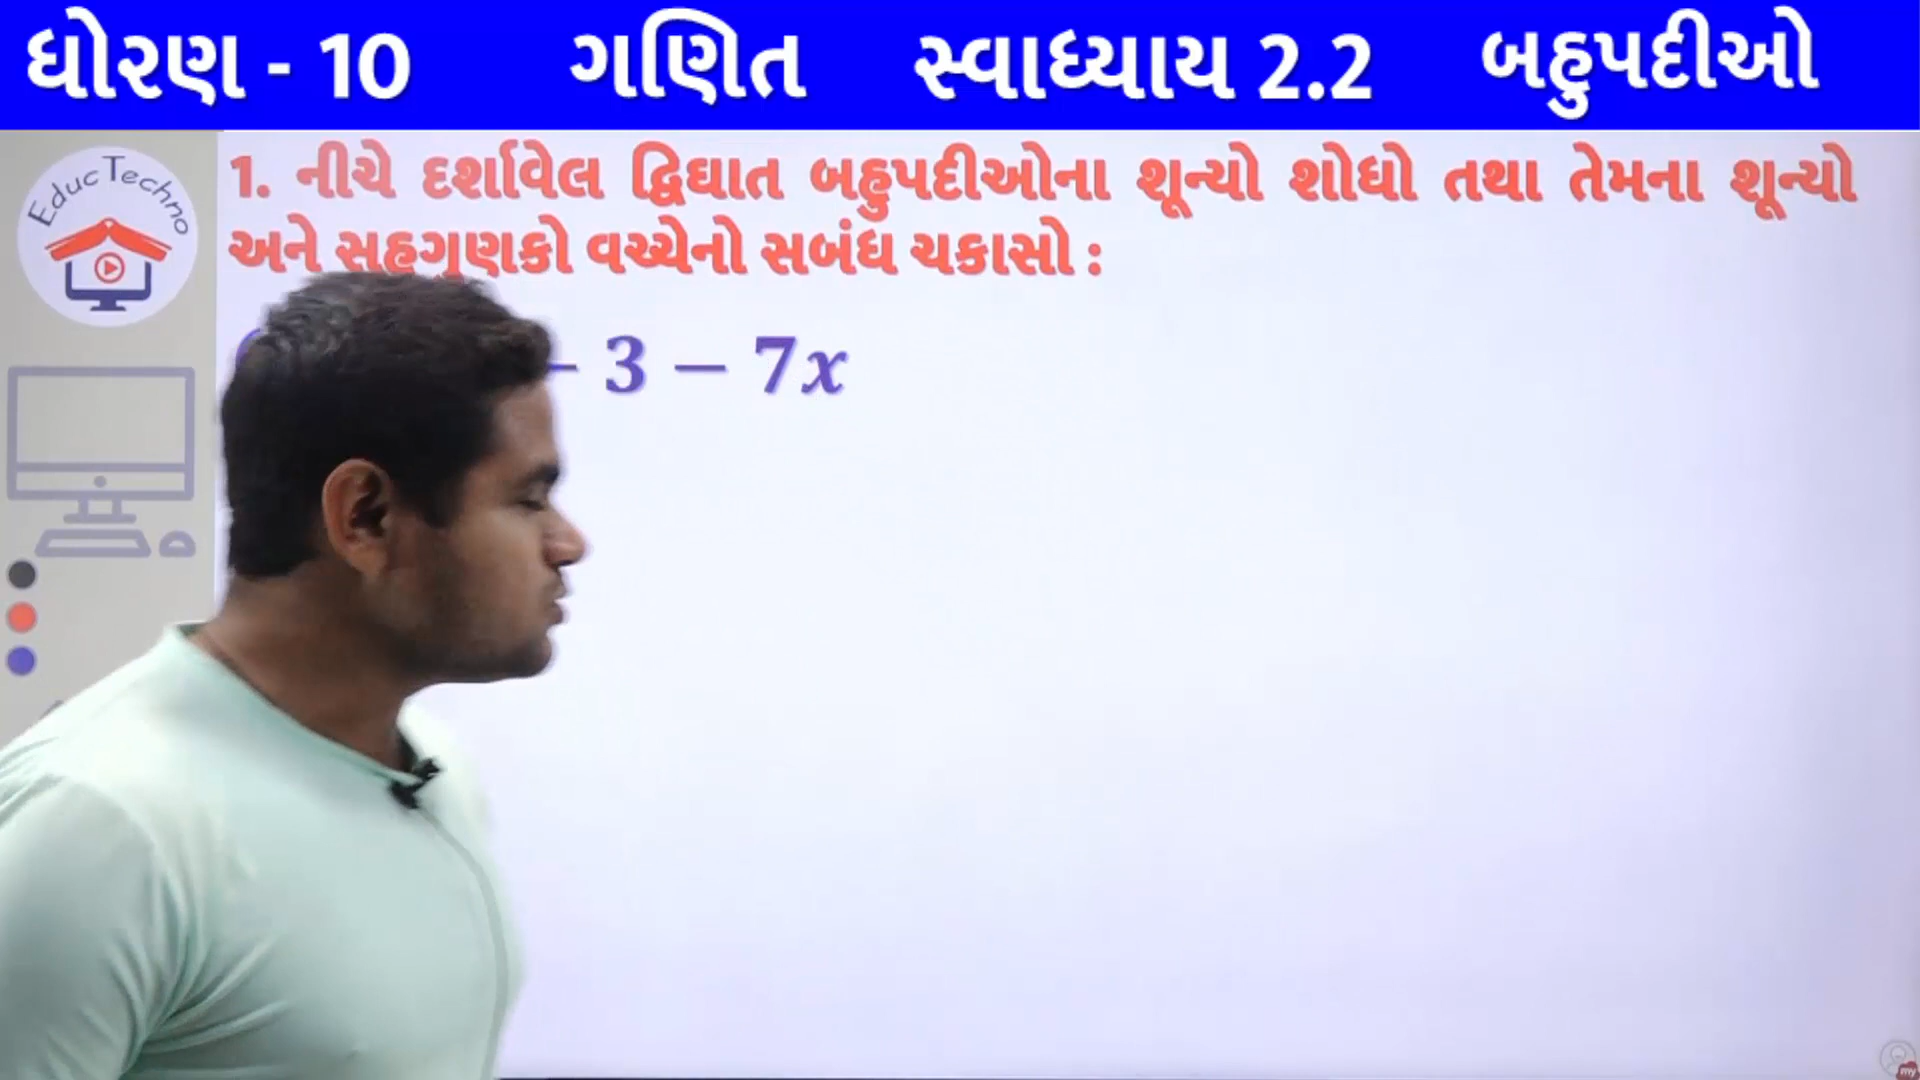 ધોરણ - 10 ગણિત સ્વાધ્યાય 2.2 બહુપદીઓ
EducTechno
1. નીચે દર્શાવેલ દ્વિઘાત બહુપદીઓના શૂન્યો શોધો તથા તેમના શૂન્યો
અને સહગુણકો વચ્ચેનો સબંધ ચકાસો :
− 3 − 7x
my